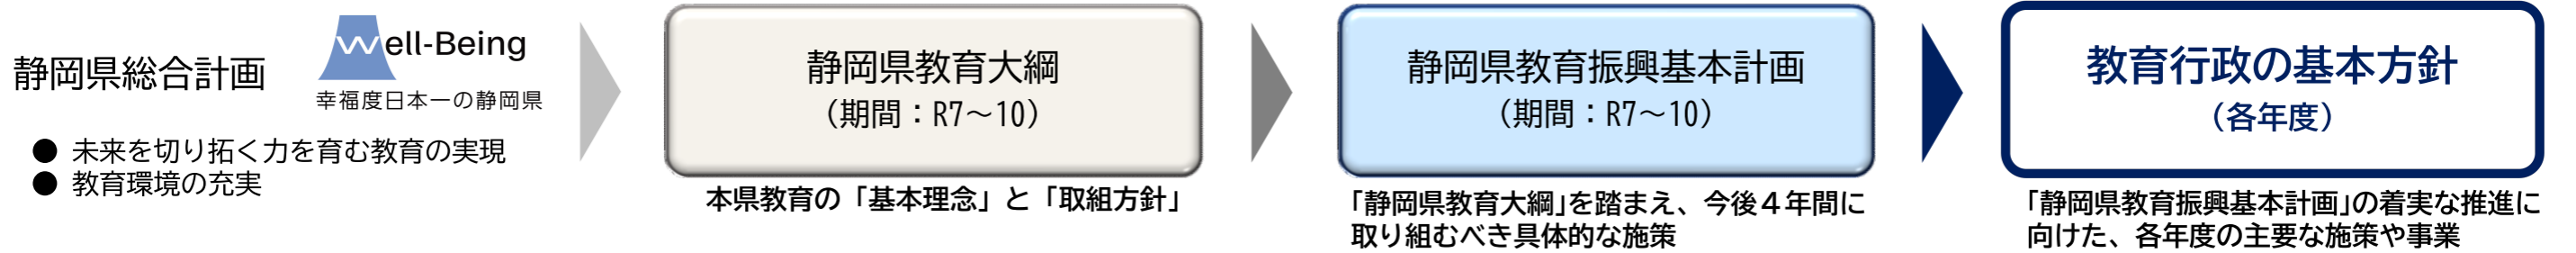 静岡県総合計画
Well-Being
幸福度日本一の静岡県
● 未来を切り拓く力を育む教育の実現
● 教育環境の充実
静岡県教育大綱
（期間：R7～10）
本県教育の「基本理念」と「取組方針」
静岡県教育振興基本計画
（期間：R7～10）
「静岡県教育大綱」を踏まえ、今後４年間に
取り組むべき具体的な施策
教育行政の基本方針
（各年度）
「静岡県教育振興基本計画」の着実な推進に
向けた、各年度の主要な施策や事業